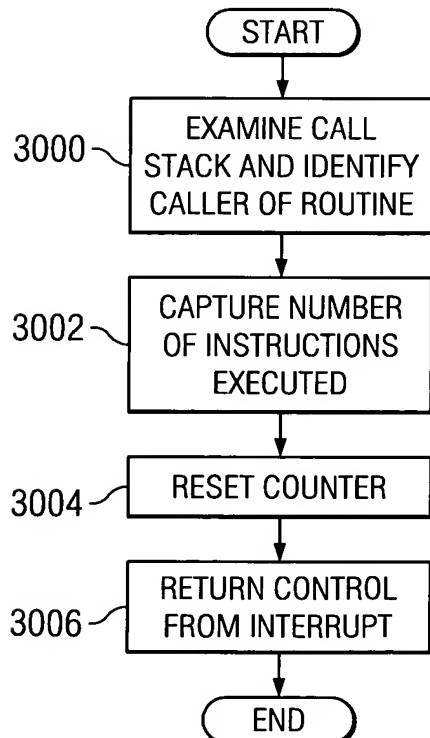 START
3000
EXAMINE CALL
STACK AND IDENTIFY
CALLER OF ROUTINE
3002
CAPTURE NUMBER
OF INSTRUCTIONS
EXECUTED
3004
RESET COUNTER
3006
RETURN CONTROL
FROM INTERRUPT
END